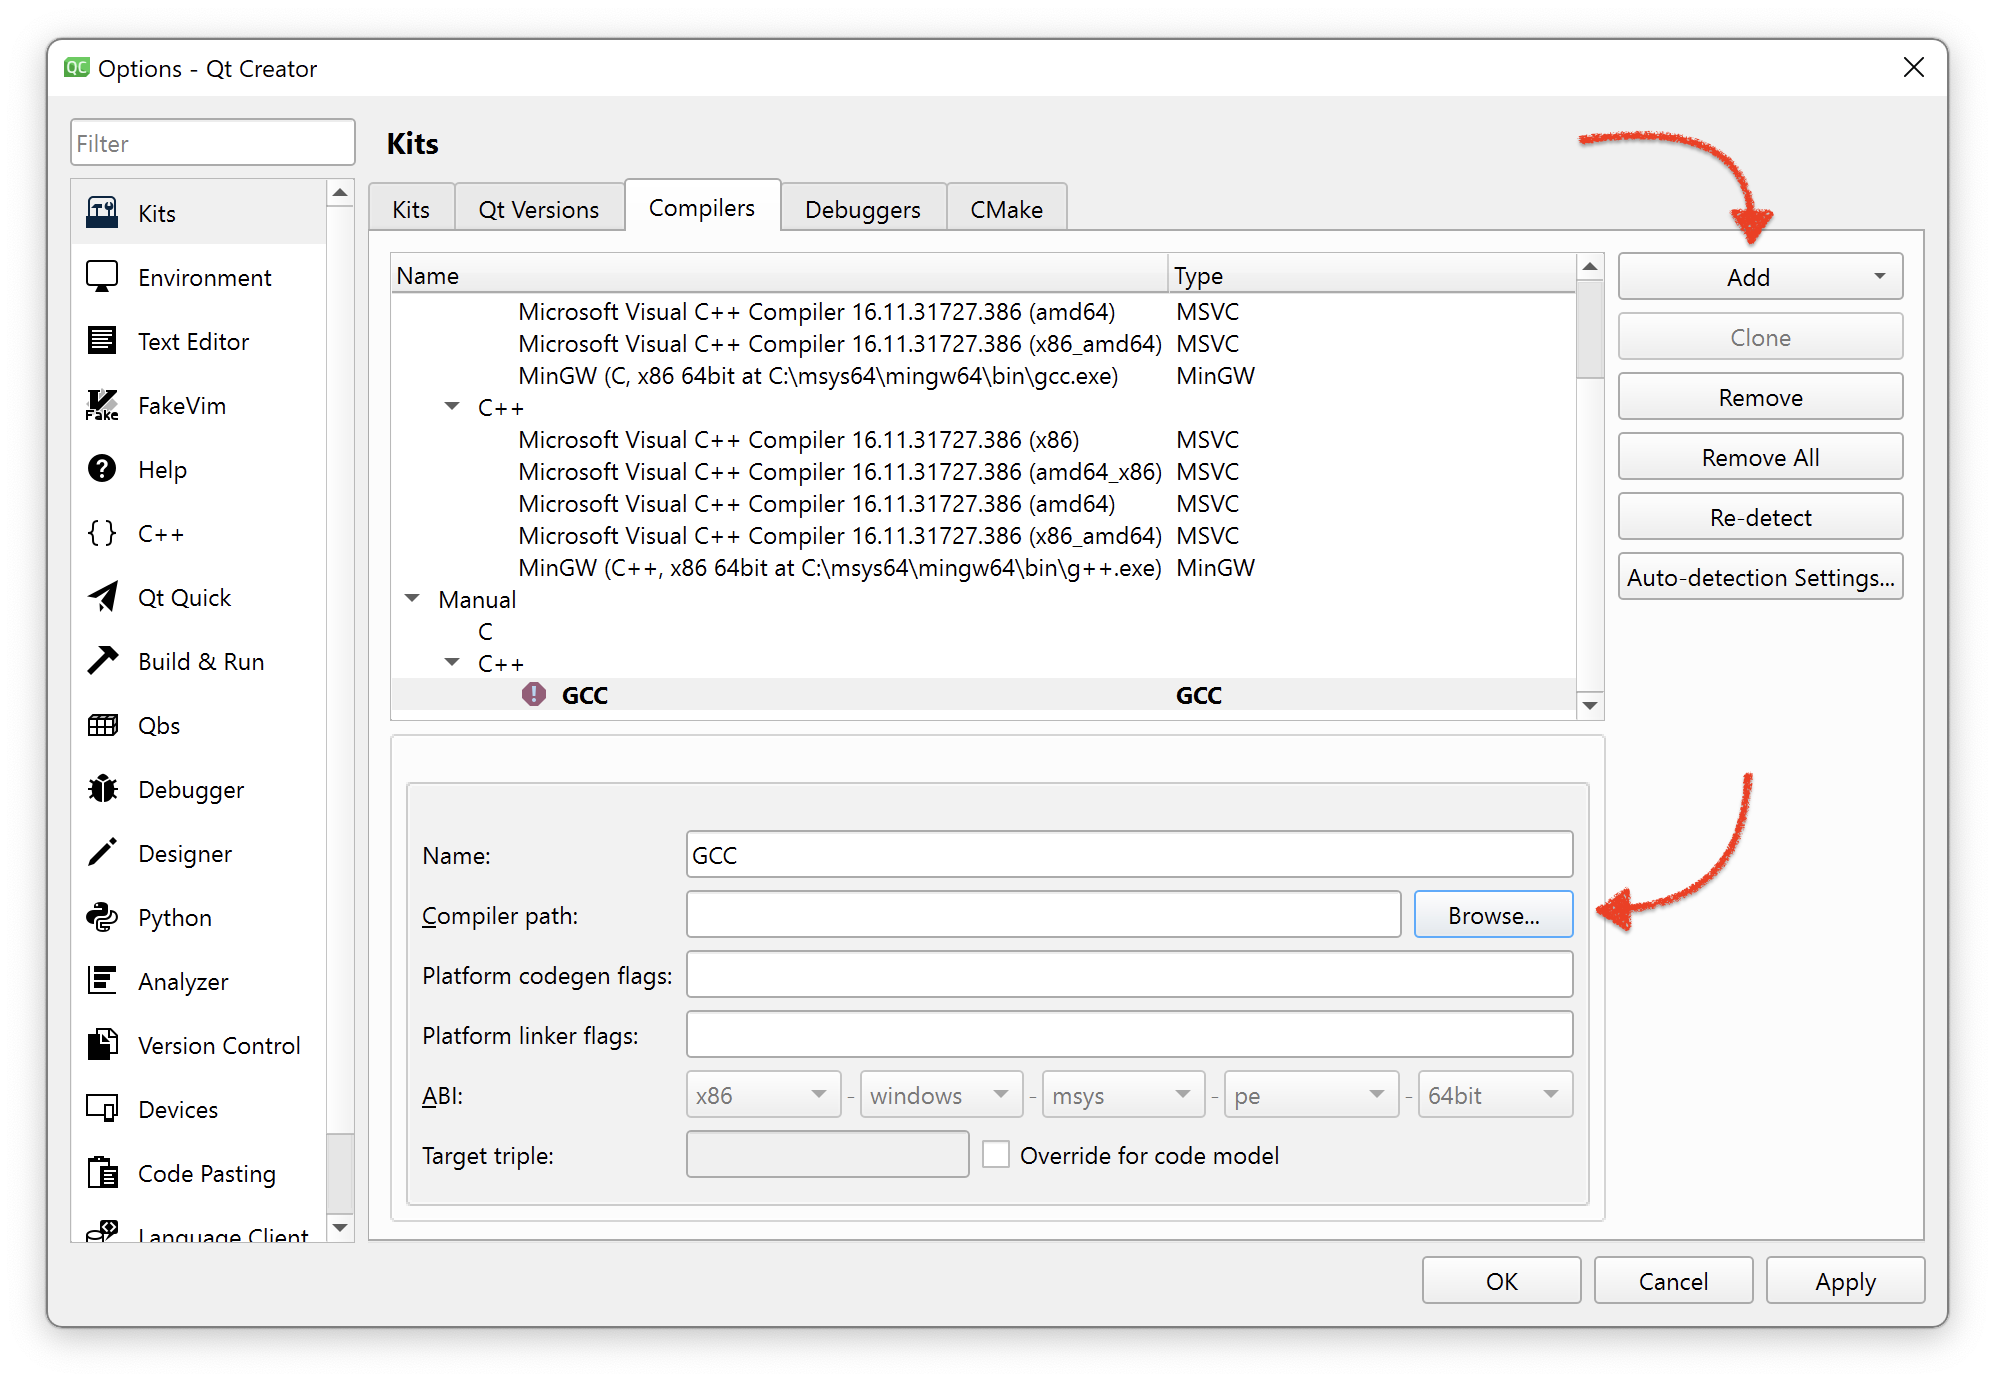 QC Options - Qt Creator
Filter
Kits
Environment
Text Editor
Fake FakeVim
Help
C++
Qt Quick
Build & Run
Qbs
Debugger
Designer
Python
Analyzer
Version Control
Devices
Code Pasting
Language Client
Kits
Kits Qt Versions Compilers Debuggers CMake
Name Type
Microsoft Visual C++ Compiler 16.11.31727.386 (amd64) MSVC
Microsoft Visual C++ Compiler 16.11.31727.386 (x86_amd64) MSVC
MinGW (C, x86 64bit at C:\msys64\mingw64\bin\gcc.exe) MinGW
C++
Microsoft Visual C++ Compiler 16.11.31727.386 (x86) MSVC
Microsoft Visual C++ Compiler 16.11.31727.386 (amd64_x86) MSVC
Microsoft Visual C++ Compiler 16.11.31727.386 (amd64) MSVC
Microsoft Visual C++ Compiler 16.11.31727.386 (x86_amd64) MSVC
MinGW (C++, x86 64bit at C:\msys64\mingw64\bin\g++.exe) MinGW
Manual
C
C++
GCC GCC
Add
Clone
Remove
Remove All
Re-detect
Auto-detection Settings...
Name: GCC
Compiler path: Browse...
Platform codegen flags:
Platform linker flags:
ABI: x86 - windows - msys - pe - 64bit
Target triple: Override for code model
OK Cancel Apply